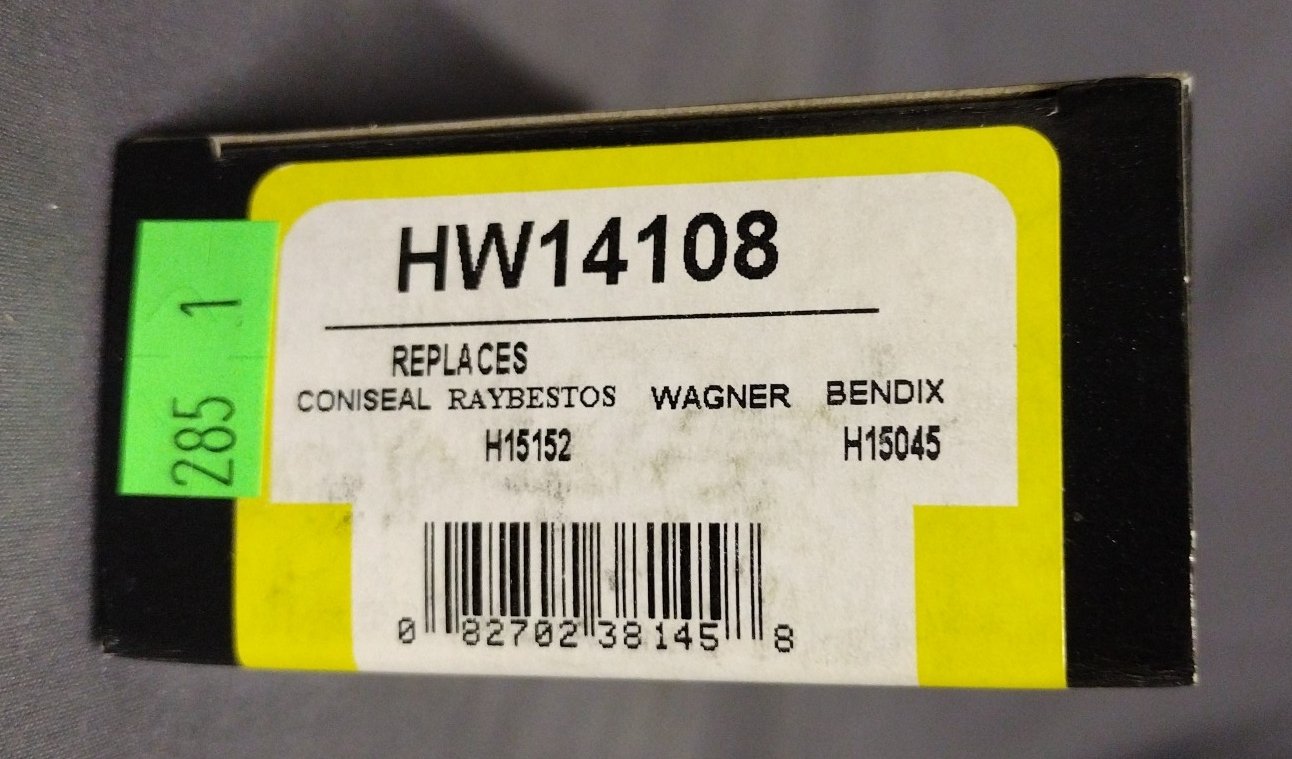 HW14108
REPLACES
CONISEAL RAYBESTOS WAGNER BENDIX
H15152 H15045
0 82702 38145 8
285 1